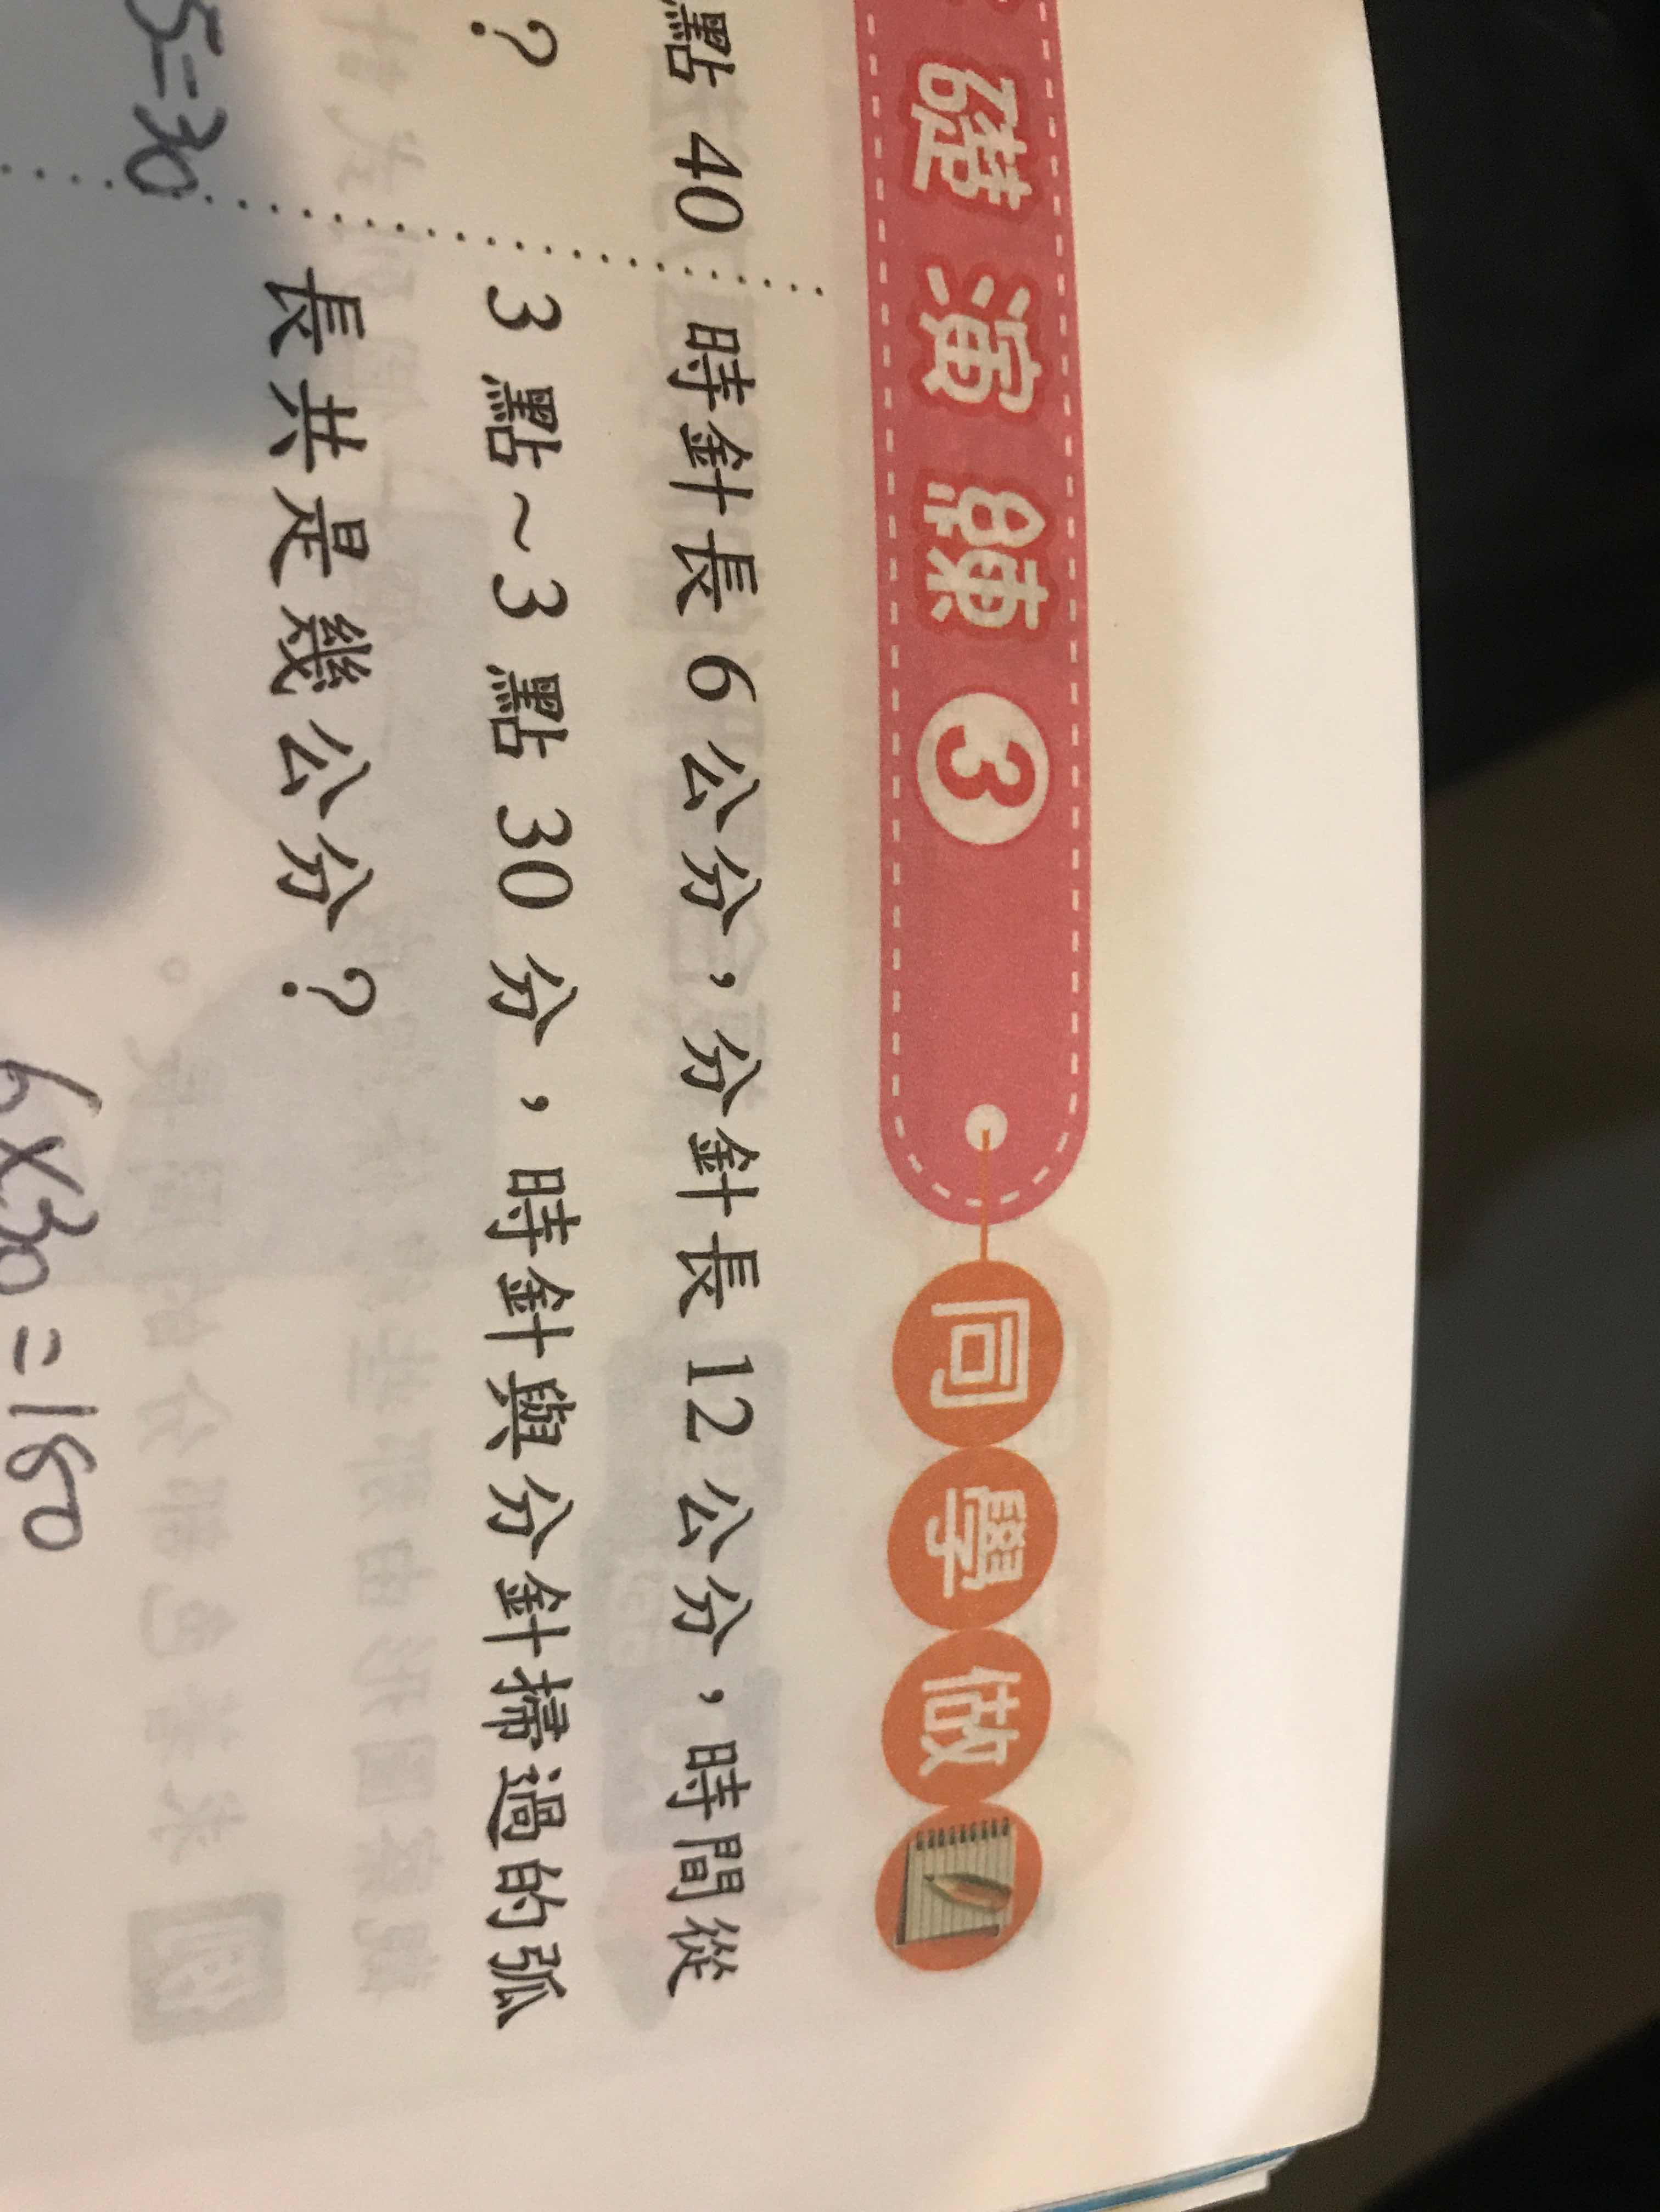 礎演練 3 同學做
點 40
?
5=30
時針長 6 公分，分針長 12 公分，時間從
3 點~3 點 30 分，時針與分針掃過的弧
長共是幾公分？
6×30=180